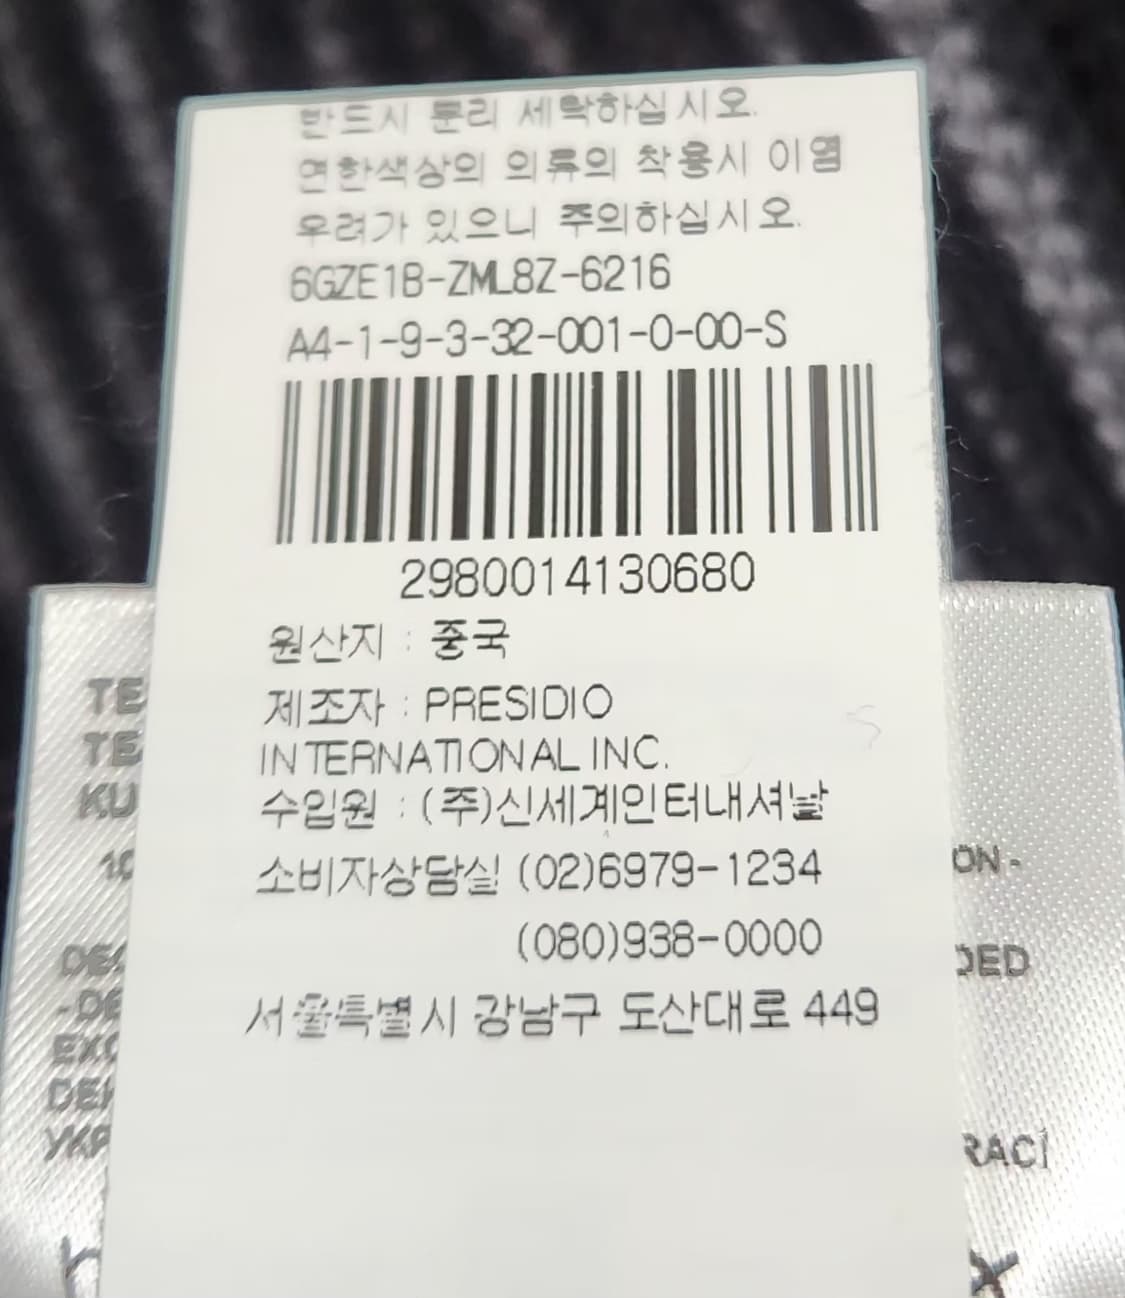 반드시 분리 세탁하십시오.
연한색상의 의류의 착용시 이염
우려가 있으니 주의하십시오.
6GZE1B-ZML8Z-6216
A4-1-9-3-32-001-0-00-S
2980014130680
원산지 : 중국
제조자 : PRESIDIO
INTERNATIONAL INC.
수입원 : (주)신세계인터내셔날
소비자상담실 (02)6979-1234
(080)938-0000
서울특별시 강남구 도산대로 449